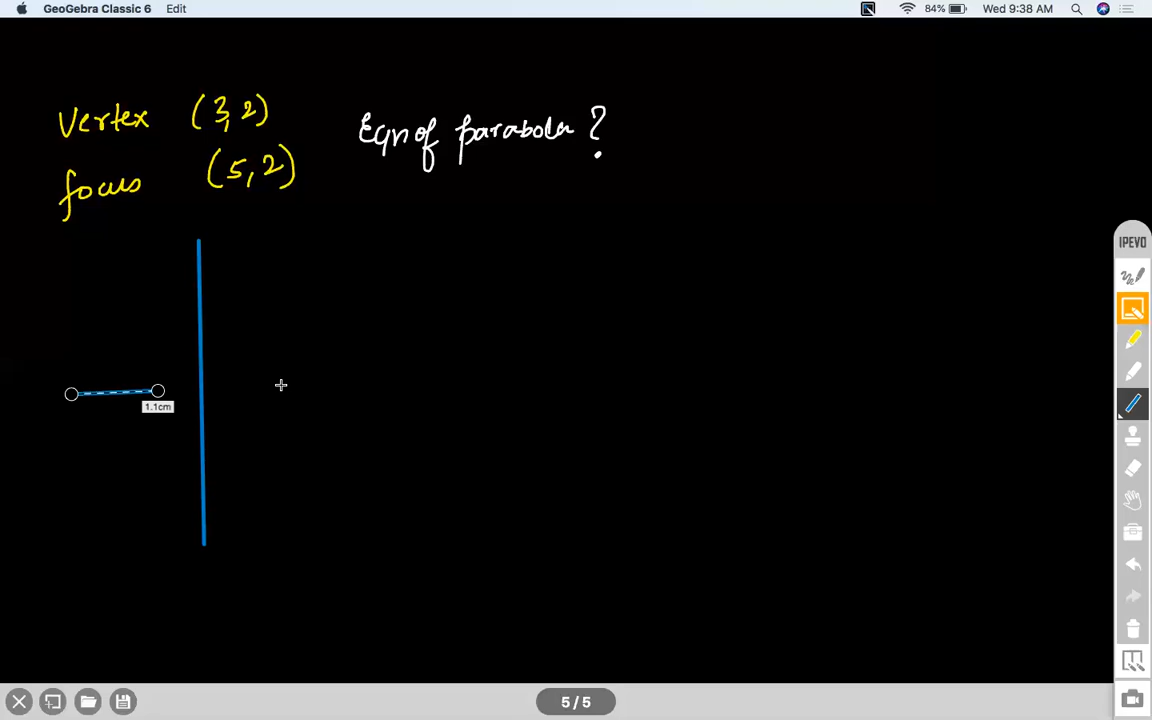 GeoGebra Classic 6 Edit 84% Wed 9:38 AM
Vertex (3,2)
focus (5,2)
Eqn of parabola ?
IPEVO
1.1cm
5 / 5